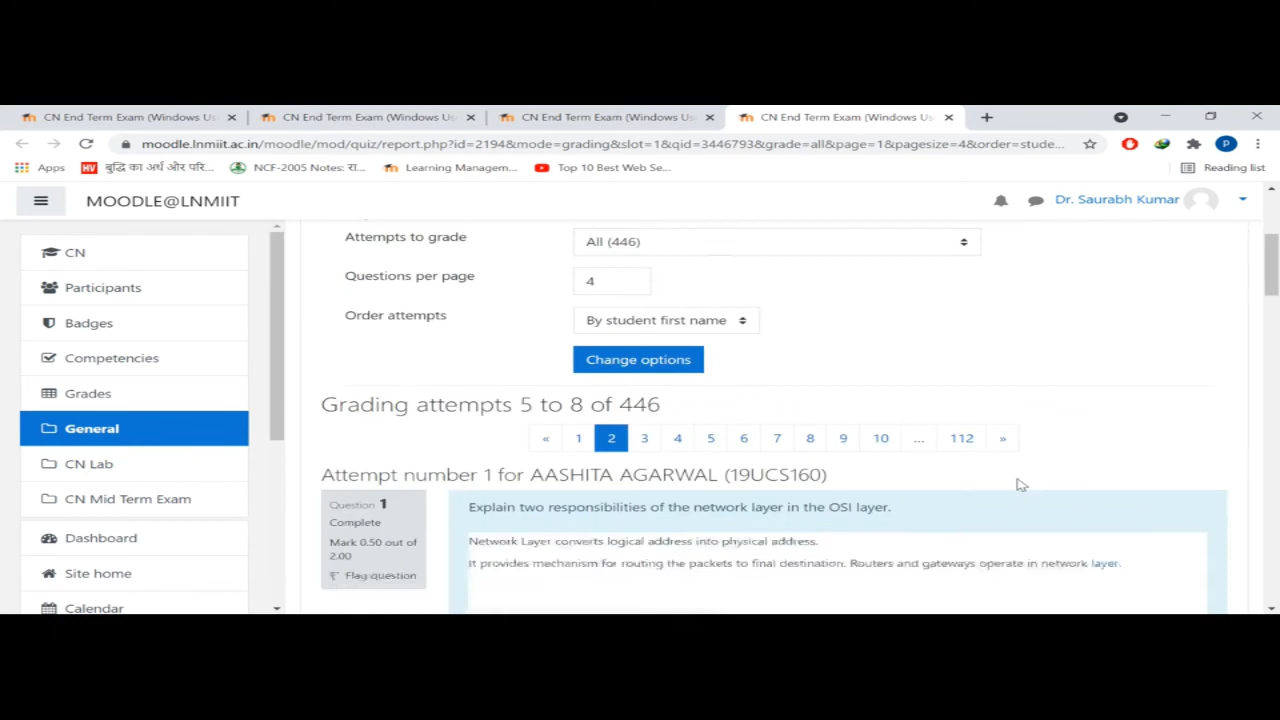 CN End Term Exam (Windows Us
CN End Term Exam (Windows Us
CN End Term Exam (Windows Us
CN End Term Exam (Windows Us
moodle.lnmiit.ac.in/moodle/mod/quiz/report.php?id=2194&mode=grading&slot=1&qid=3446793&grade=all&page=1&pagesize=4&order=stude...
Apps
HV बुद्धि का अर्थ और परि...
NCF-2005 Notes: रा...
Learning Managem...
Top 10 Best Web Se...
Reading list
MOODLE@LNMIIT
Dr. Saurabh Kumar
P
CN
Participants
Badges
Competencies
Grades
General
CN Lab
CN Mid Term Exam
Dashboard
Site home
Calendar
Attempts to grade
All (446)
Questions per page
4
Order attempts
By student first name
Change options
Grading attempts 5 to 8 of 446
« 1 2 3 4 5 6 7 8 9 10 ... 112 »
Attempt number 1 for AASHITA AGARWAL (19UCS160)
Question 1
Complete
Mark 0.50 out of
2.00
Flag question
Explain two responsibilities of the network layer in the OSI layer.
Network Layer converts logical address into physical address.
It provides mechanism for routing the packets to final destination. Routers and gateways operate in network layer.